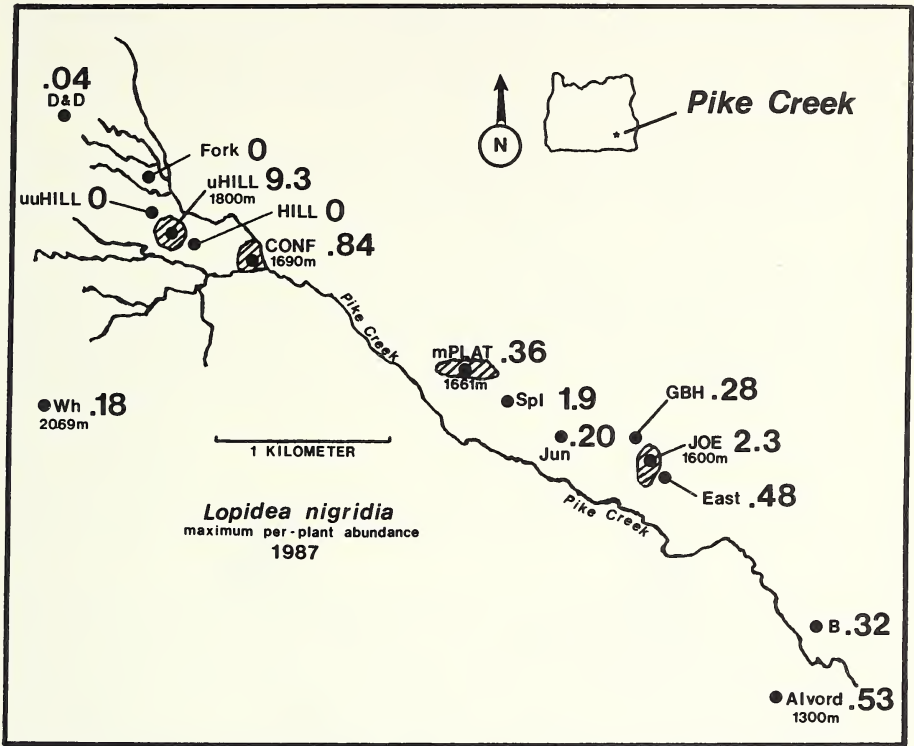 .04
D&D
N
Pike Creek
Fork 0
uHILL 9.3
1800m
uuHILL 0
HILL 0
CONF .84
1690m
Pike Creek
mPLAT .36
1661m
Spl 1.9
GBH .28
Wh .18
2069m
.20
Jun
JOE 2.3
1600m
1 KILOMETER
East .48
Pike Creek
Lopidea nigridia
maximum per-plant abundance
1987
B .32
Alvord .53
1300m